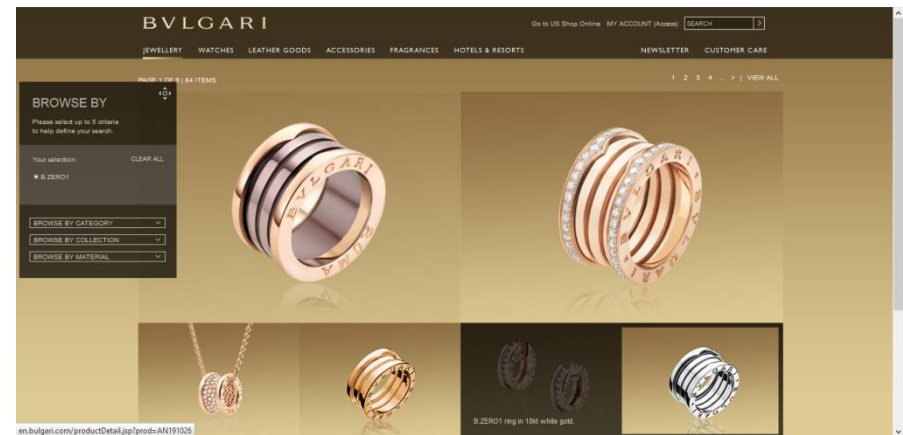 BVLGARI
Go to US Shop Online MY ACCOUNT (Access) SEARCH >
JEWELLERY WATCHES LEATHER GOODS ACCESSORIES FRAGRANCES HOTELS & RESORTS NEWSLETTER CUSTOMER CARE
PAGE 1 OF 5 | 84 ITEMS 1 2 3 4 ... > | VIEW ALL
BROWSE BY
Please select up to 5 criteria
to help define your search.
Your selection: CLEAR ALL
B.ZERO1
BROWSE BY CATEGORY
BROWSE BY COLLECTION
BROWSE BY MATERIAL
BVLGARI
ROMA
BVLGARI
BVLGARI
B.ZERO1 ring in 18kt white gold.
en.bulgari.com/productDetail.jsp?prod=AN191026